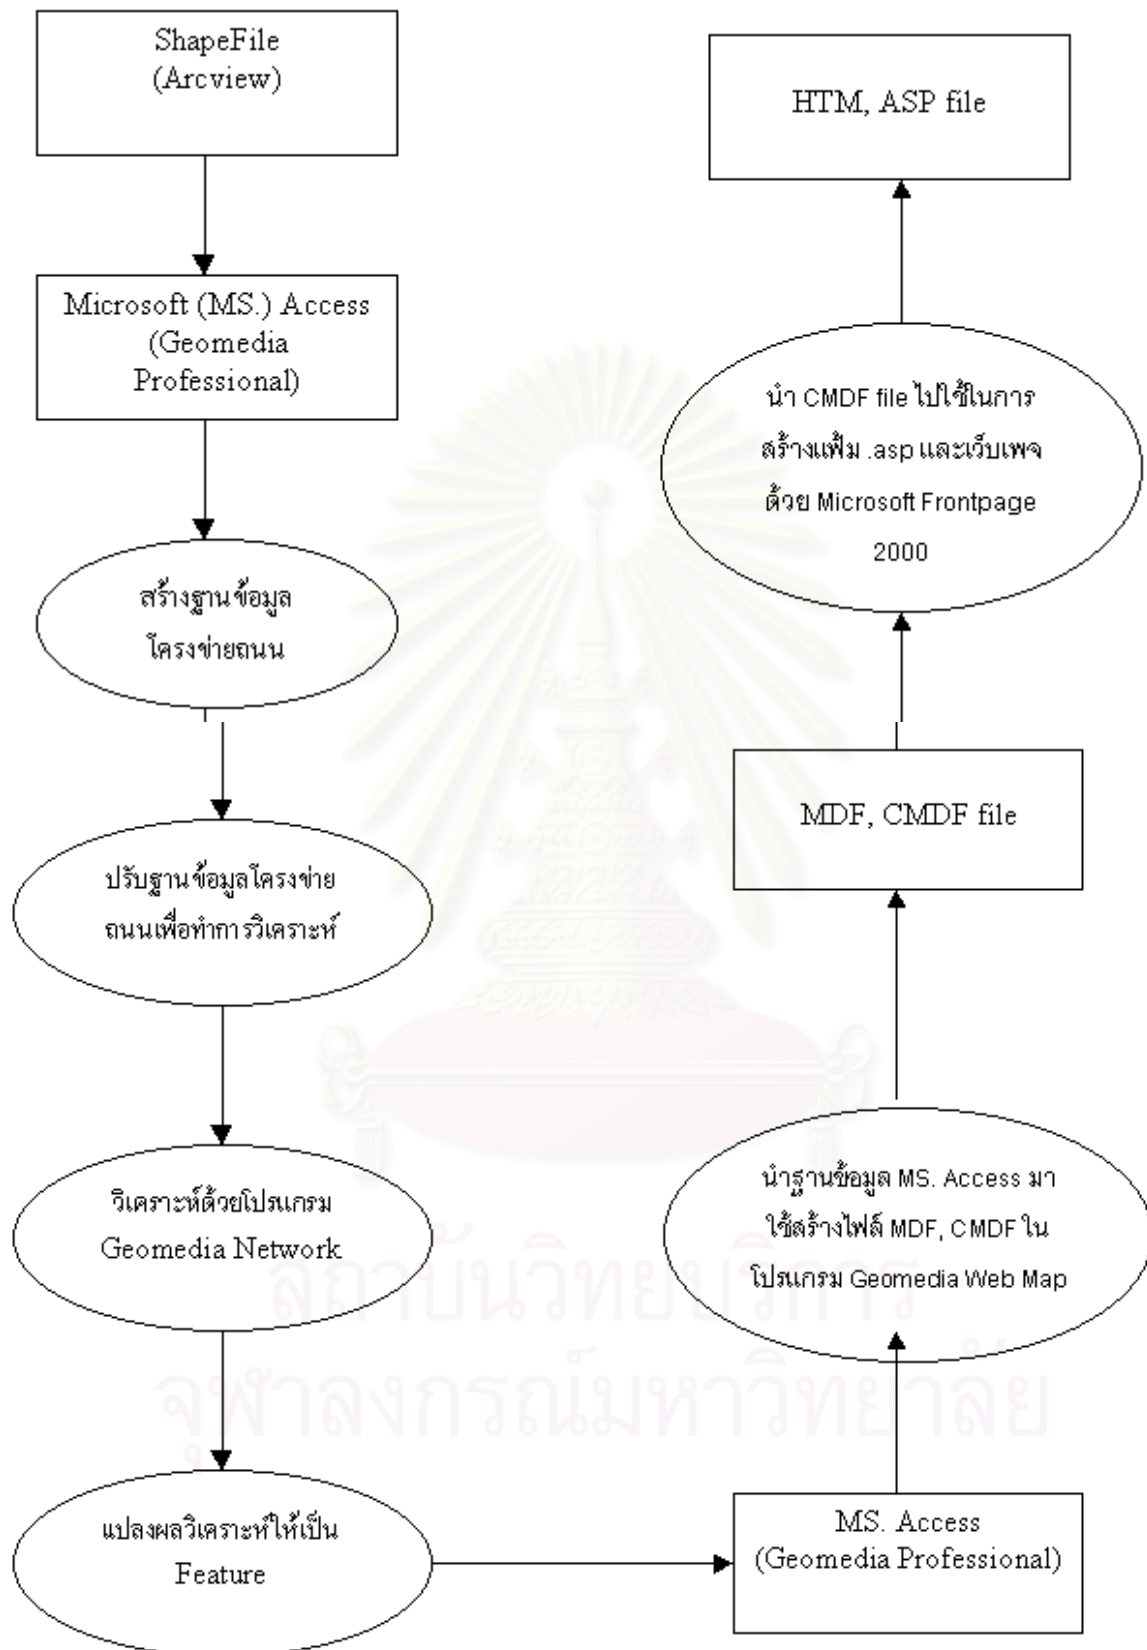 ShapeFile
(Arcview)
Microsoft (MS.) Access
(Geomedia
Professional)
สร้างฐานข้อมูล
โครงข่ายถนน
ปรับฐานข้อมูลโครงข่าย
ถนนเพื่อทำการวิเคราะห์
วิเคราะห์ด้วยโปรแกรม
Geomedia Network
แปลงผลวิเคราะห์ให้เป็น
Feature
MS. Access
(Geomedia Professional)
นำฐานข้อมูล MS. Access มา
ใช้สร้างไฟล์ MDF, CMDF ใน
โปรแกรม Geomedia Web Map
MDF, CMDF file
นำ CMDF file ไปใช้ในการ
สร้างแฟ้ม .asp และเว็บเพจ
ด้วย Microsoft Frontpage
2000
HTM, ASP file
สถาบันวิทยบริการ
จุฬาลงกรณ์มหาวิทยาลัย